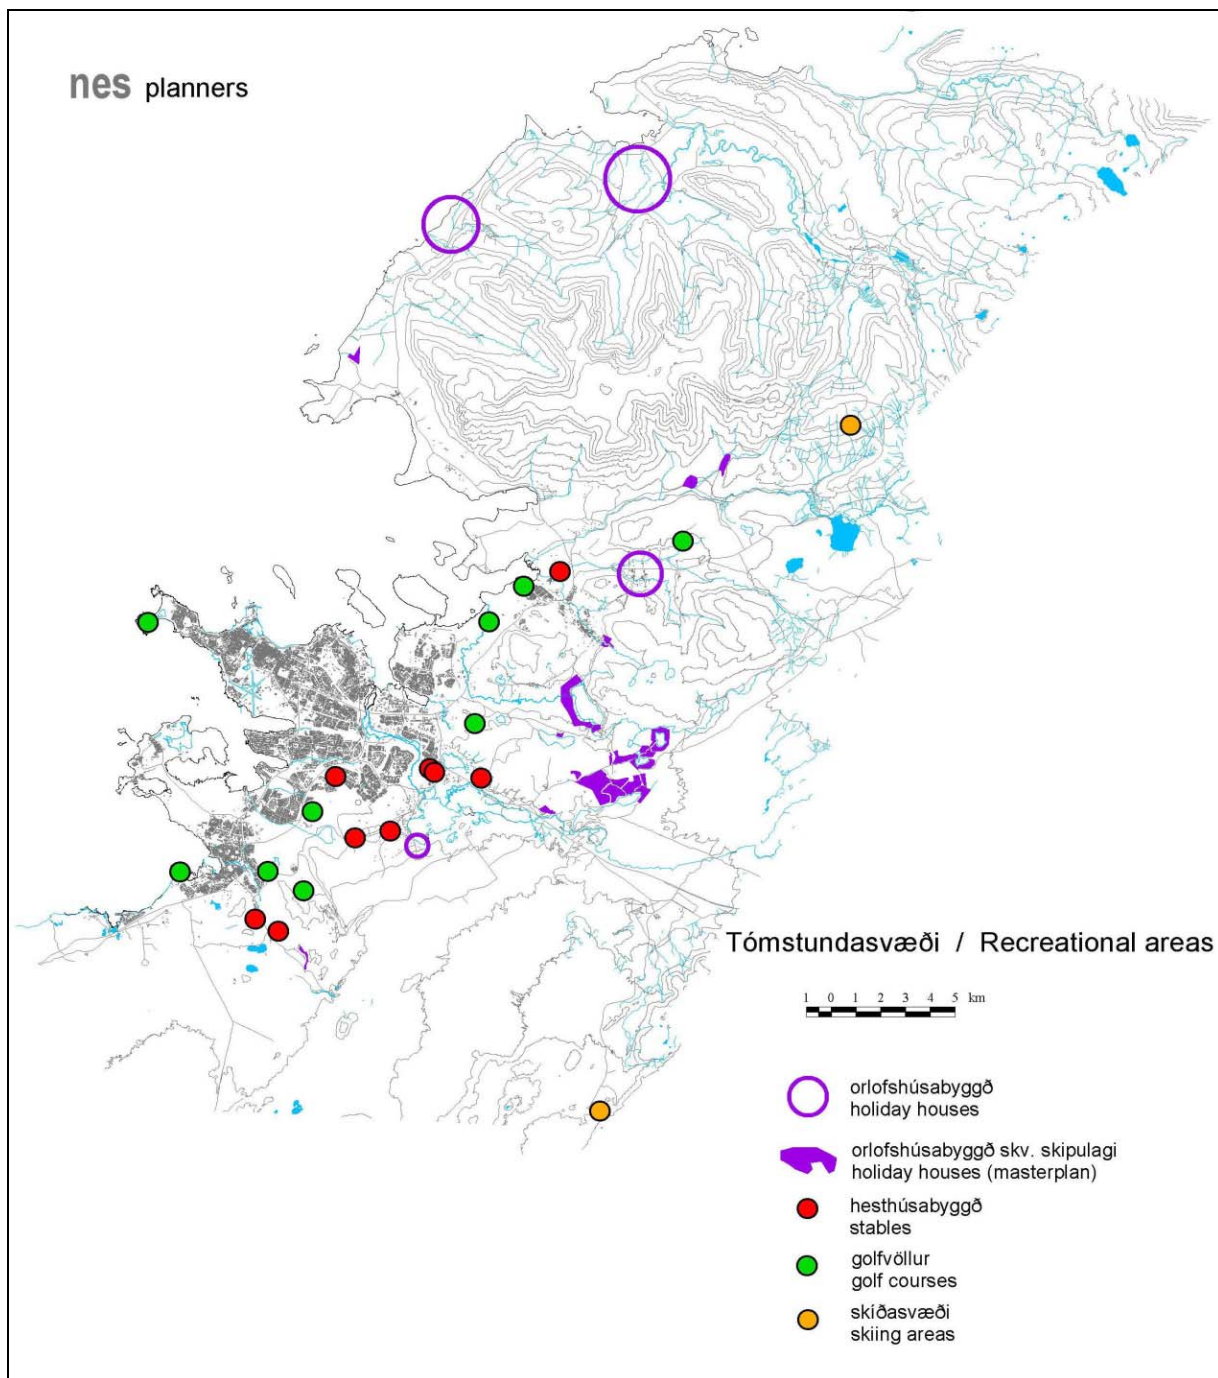 nes planners
Tómstundasvæði / Recreational areas
1 0 1 2 3 4 5 km
orlofshúsabyggð
holiday houses
orlofshúsabyggð skv. skipulagi
holiday houses (masterplan)
hesthúsabyggð
stables
golfvöllur
golf courses
skíðasvæði
skiing areas